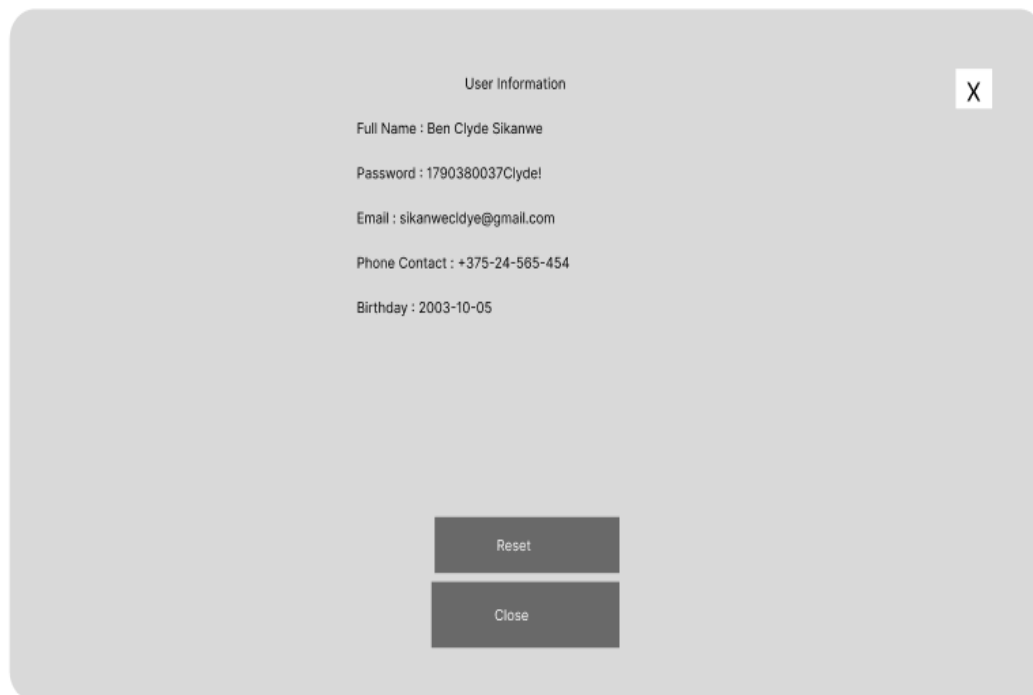 User Information
X
Full Name : Ben Clyde Sikanwe
Password : 1790380037Clyde!
Email : sikanwecldye@gmail.com
Phone Contact : +375-24-565-454
Birthday : 2003-10-05
Reset
Close